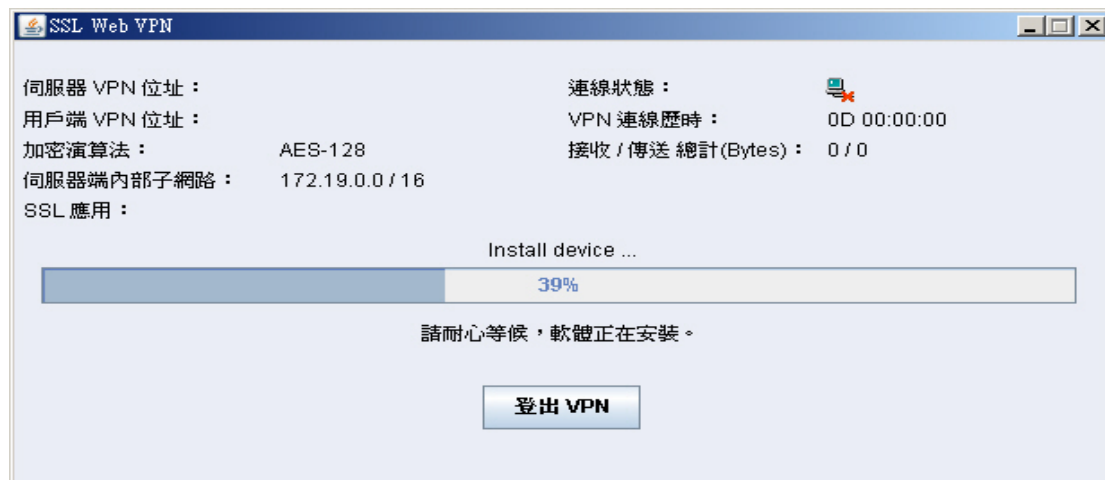 SSL Web VPN
伺服器 VPN 位址： 連線狀態：
用戶端 VPN 位址： VPN 連線歷時： 0D 00:00:00
加密演算法： AES-128 接收 / 傳送 總計(Bytes)： 0 / 0
伺服器端內部子網路： 172.19.0.0 / 16
SSL 應用：
Install device ...
39%
請耐心等候，軟體正在安裝。
登出 VPN